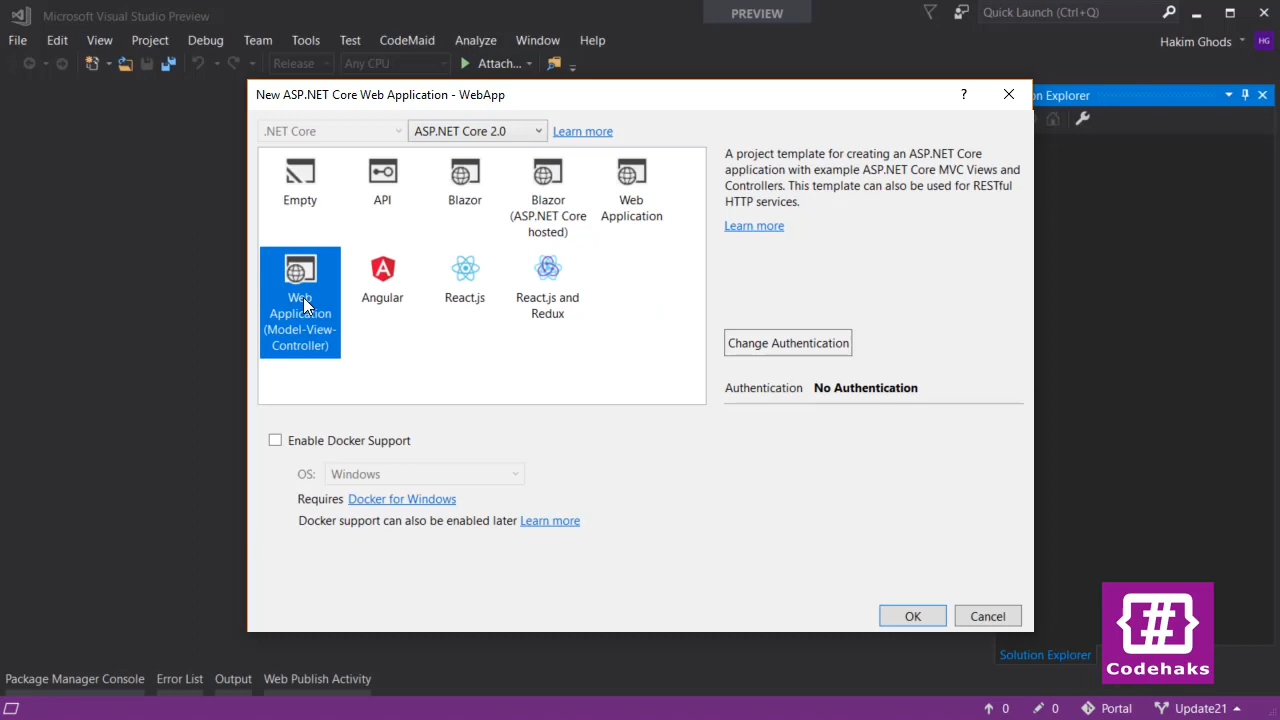 Microsoft Visual Studio Preview
PREVIEW
Quick Launch (Ctrl+Q)
File Edit View Project Debug Team Tools Test CodeMaid Analyze Window Help
Hakim Ghods HG
Release Any CPU Attach...
New ASP.NET Core Web Application - WebApp
?
on Explorer
.NET Core ASP.NET Core 2.0 Learn more
Empty
API
Blazor
Blazor
(ASP.NET Core
hosted)
Web
Application
Web
Application
(Model-View-
Controller)
Angular
React.js
React.js and
Redux
A project template for creating an ASP.NET Core
application with example ASP.NET Core MVC Views and
Controllers. This template can also be used for RESTful
HTTP services.
Learn more
Change Authentication
Authentication No Authentication
Enable Docker Support
OS: Windows
Requires Docker for Windows
Docker support can also be enabled later Learn more
OK Cancel
{#}
Codehaks
Solution Explorer
Package Manager Console Error List Output Web Publish Activity
0 0 Portal Update21